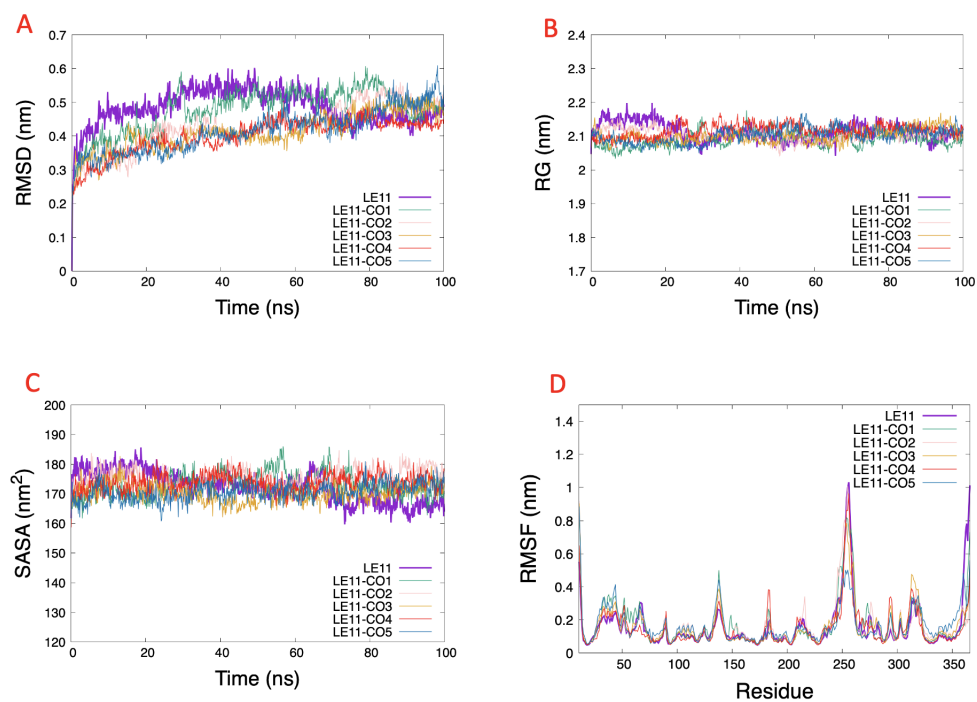 A
RMSD (nm)
0.7
0.6
0.5
0.4
0.3
0.2
0.1
0
LE11
LE11-CO1
LE11-CO2
LE11-CO3
LE11-CO4
LE11-CO5
0 20 40 60 80 100
Time (ns)
B
RG (nm)
2.4
2.3
2.2
2.1
2
1.9
1.8
1.7
LE11
LE11-CO1
LE11-CO2
LE11-CO3
LE11-CO4
LE11-CO5
0 20 40 60 80 100
Time (ns)
C
SASA (nm²)
200
190
180
170
160
150
140
130
120
LE11
LE11-CO1
LE11-CO2
LE11-CO3
LE11-CO4
LE11-CO5
0 20 40 60 80 100
Time (ns)
D
RMSF (nm)
1.4
1.2
1
0.8
0.6
0.4
0.2
0
LE11
LE11-CO1
LE11-CO2
LE11-CO3
LE11-CO4
LE11-CO5
50 100 150 200 250 300 350
Residue